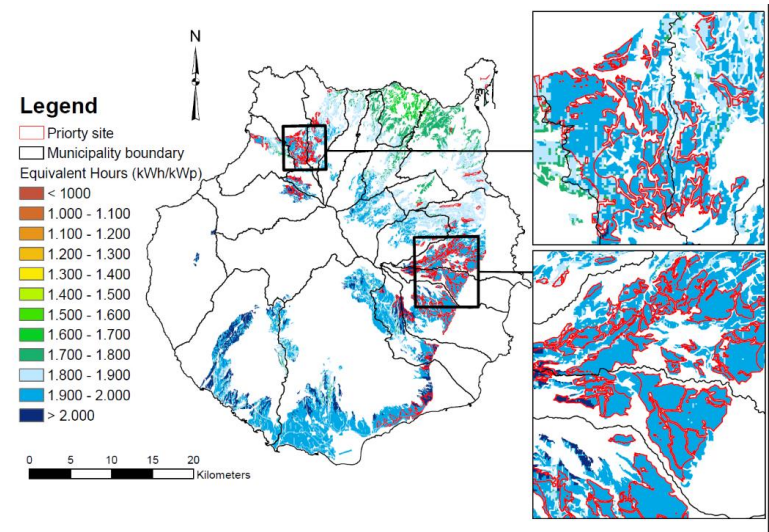 N
Legend
Priorty site
Municipality boundary
Equivalent Hours (kWh/kWp)
< 1000
1.000 - 1.100
1.100 - 1.200
1.200 - 1.300
1.300 - 1.400
1.400 - 1.500
1.500 - 1.600
1.600 - 1.700
1.700 - 1.800
1.800 - 1.900
1.900 - 2.000
> 2.000
0 5 10 20
Kilometers